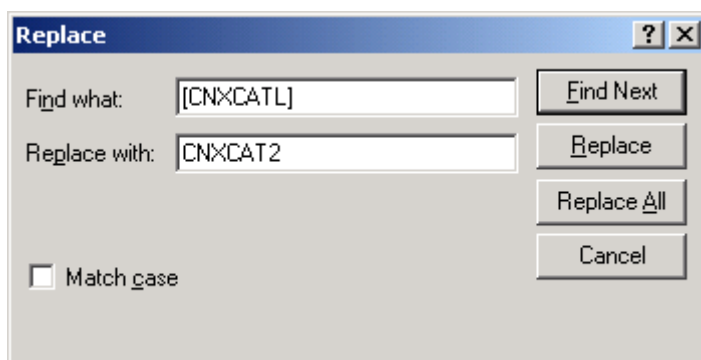 Replace
Find what: [CNXCATL] Find Next
Replace with: CNXCAT2 Replace
Replace All
Cancel
Match case